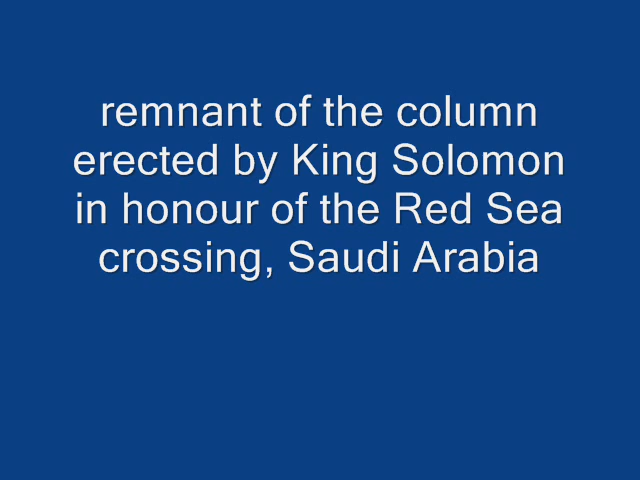 remnant of the column
erected by King Solomon
in honour of the Red Sea
crossing, Saudi Arabia